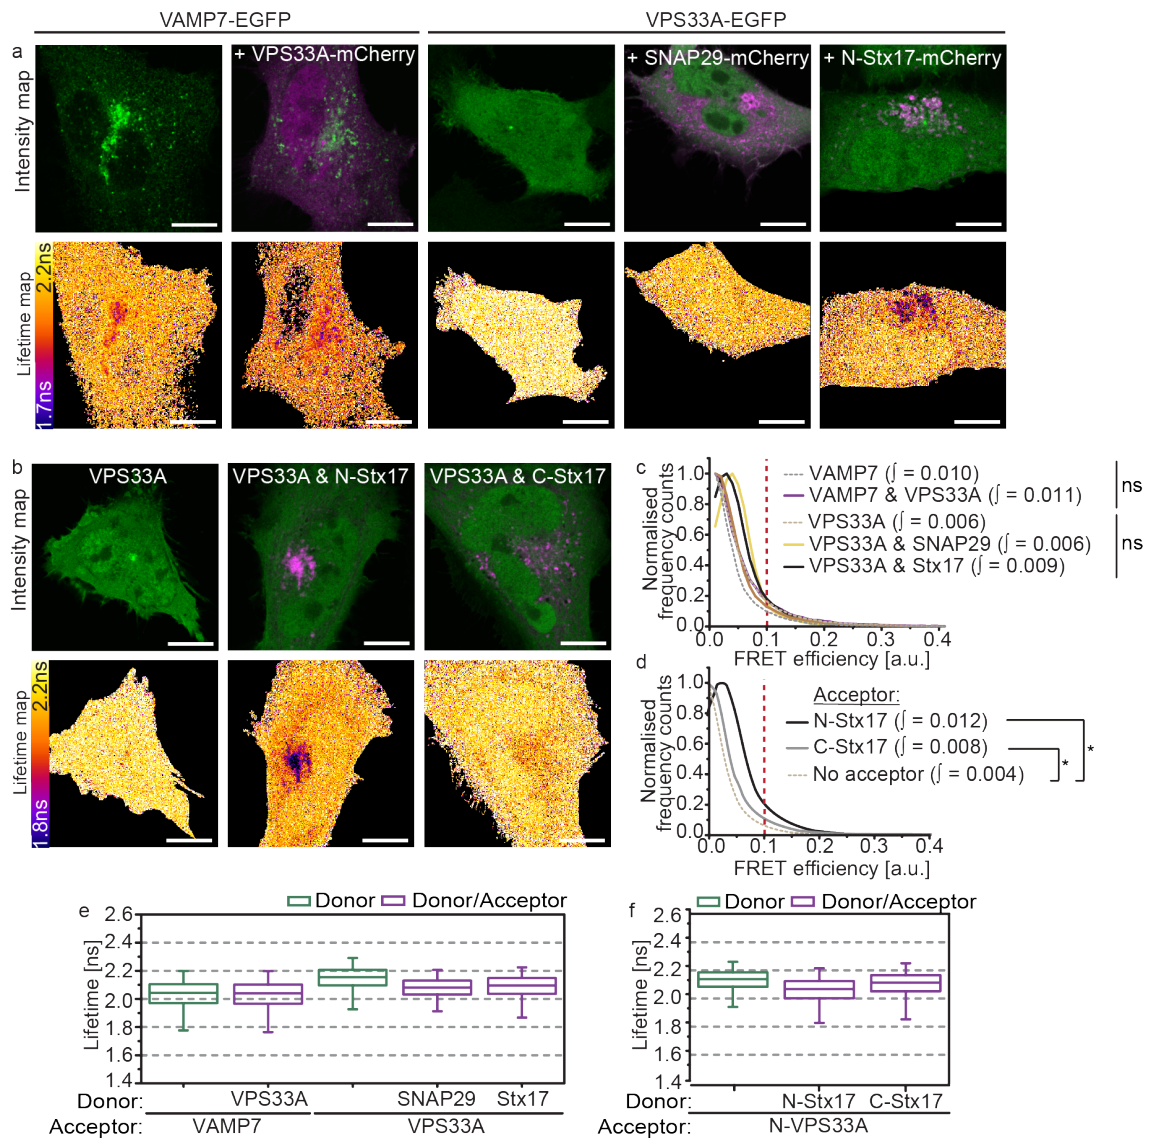 VAMP7-EGFP
VPS33A-EGFP
a
+ VPS33A-mCherry
+ SNAP29-mCherry
+ N-Stx17-mCherry
Intensity map
Lifetime map
2.2ns
1.7ns
b
VPS33A
VPS33A & N-Stx17
VPS33A & C-Stx17
Intensity map
Lifetime map
2.2ns
1.8ns
c
Normalised
frequency counts
1.0
0.8
0.6
0.4
0.2
0.0
0.0 0.1 0.2 0.3 0.4
FRET efficiency [a.u.]
VAMP7 (∫ = 0.010)
VAMP7 & VPS33A (∫ = 0.011)
VPS33A (∫ = 0.006)
VPS33A & SNAP29 (∫ = 0.006)
VPS33A & Stx17 (∫ = 0.009)
ns
ns
d
Normalised
frequency counts
1.0
0.8
0.6
0.4
0.2
0.0
0.0 0.1 0.2 0.3 0.4
FRET efficiency [a.u.]
Acceptor:
N-Stx17 (∫ = 0.012)
C-Stx17 (∫ = 0.008)
No acceptor (∫ = 0.004)
*
*
e
Donor Donor/Acceptor
Lifetime [ns]
2.6
2.4
2.2
2.0
1.8
1.6
1.4
Donor: VPS33A SNAP29 Stx17
Acceptor: VAMP7 VPS33A
f
Donor Donor/Acceptor
Lifetime [ns]
2.6
2.4
2.2
2.0
1.8
1.6
1.4
Donor: N-Stx17 C-Stx17
Acceptor: N-VPS33A